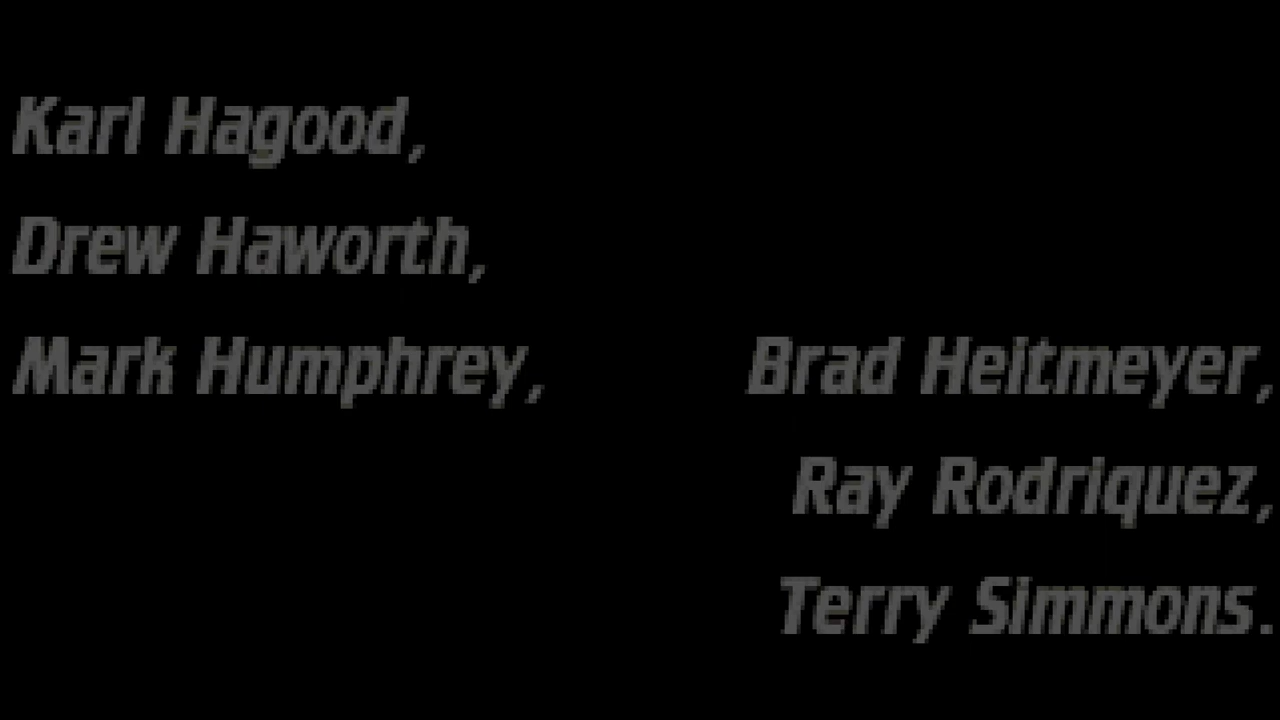 Karl Hagood,
Drew Haworth,
Mark Humphrey,
Brad Heitmeyer,
Ray Rodriquez,
Terry Simmons.